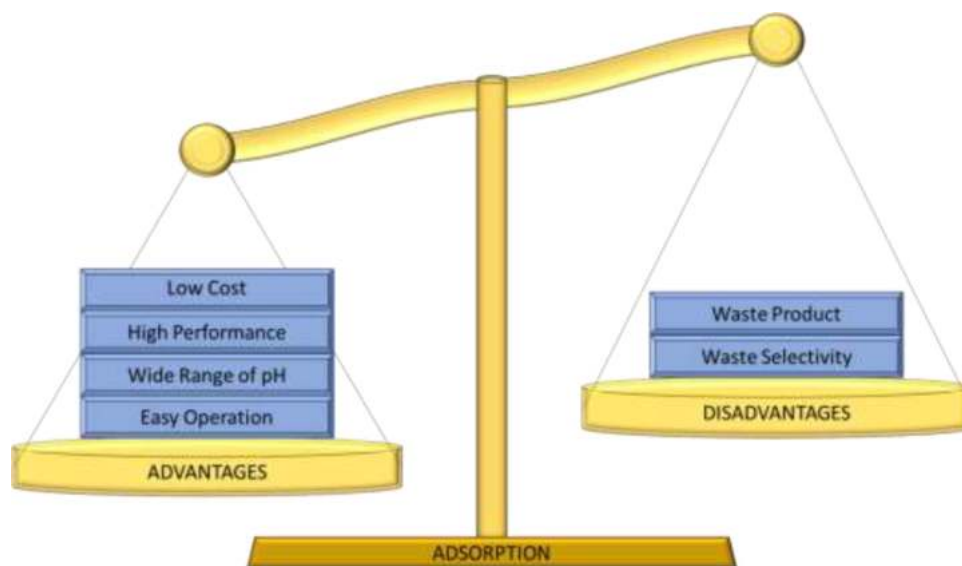 Low Cost
High Performance
Wide Range of pH
Easy Operation
ADVANTAGES
Waste Product
Waste Selectivity
DISADVANTAGES
ADSORPTION